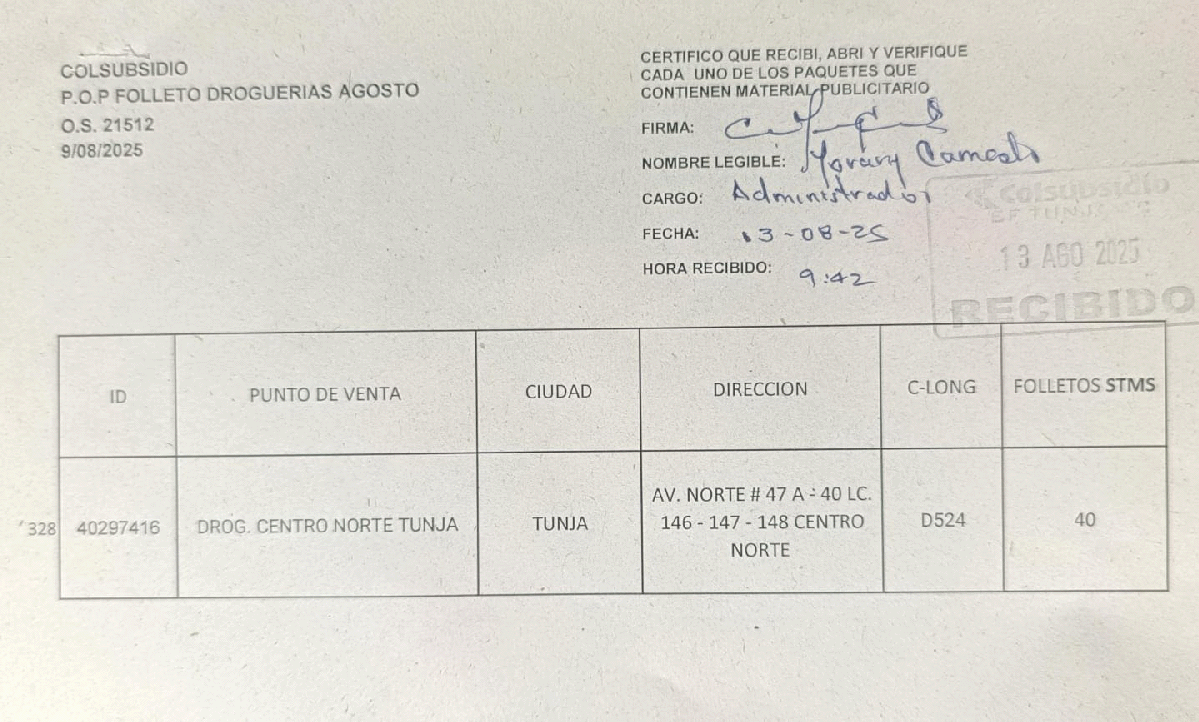 COLSUBSIDIO
P.O.P FOLLETO DROGUERIAS AGOSTO
O.S. 21512
9/08/2025
CERTIFICO QUE RECIBI, ABRI Y VERIFIQUE
CADA UNO DE LOS PAQUETES QUE
CONTIENEN MATERIAL PUBLICITARIO
FIRMA:
NOMBRE LEGIBLE:
CARGO: Administrador
FECHA: 13-08-25
HORA RECIBIDO: 9:42
Colsubsidio
13 AGO 2025
RECIBIDO
ID PUNTO DE VENTA CIUDAD DIRECCION C-LONG FOLLETOS STMS
328 40297416 DROG. CENTRO NORTE TUNJA TUNJA AV. NORTE # 47 A - 40 LC. D524 40
146 - 147 - 148 CENTRO
NORTE